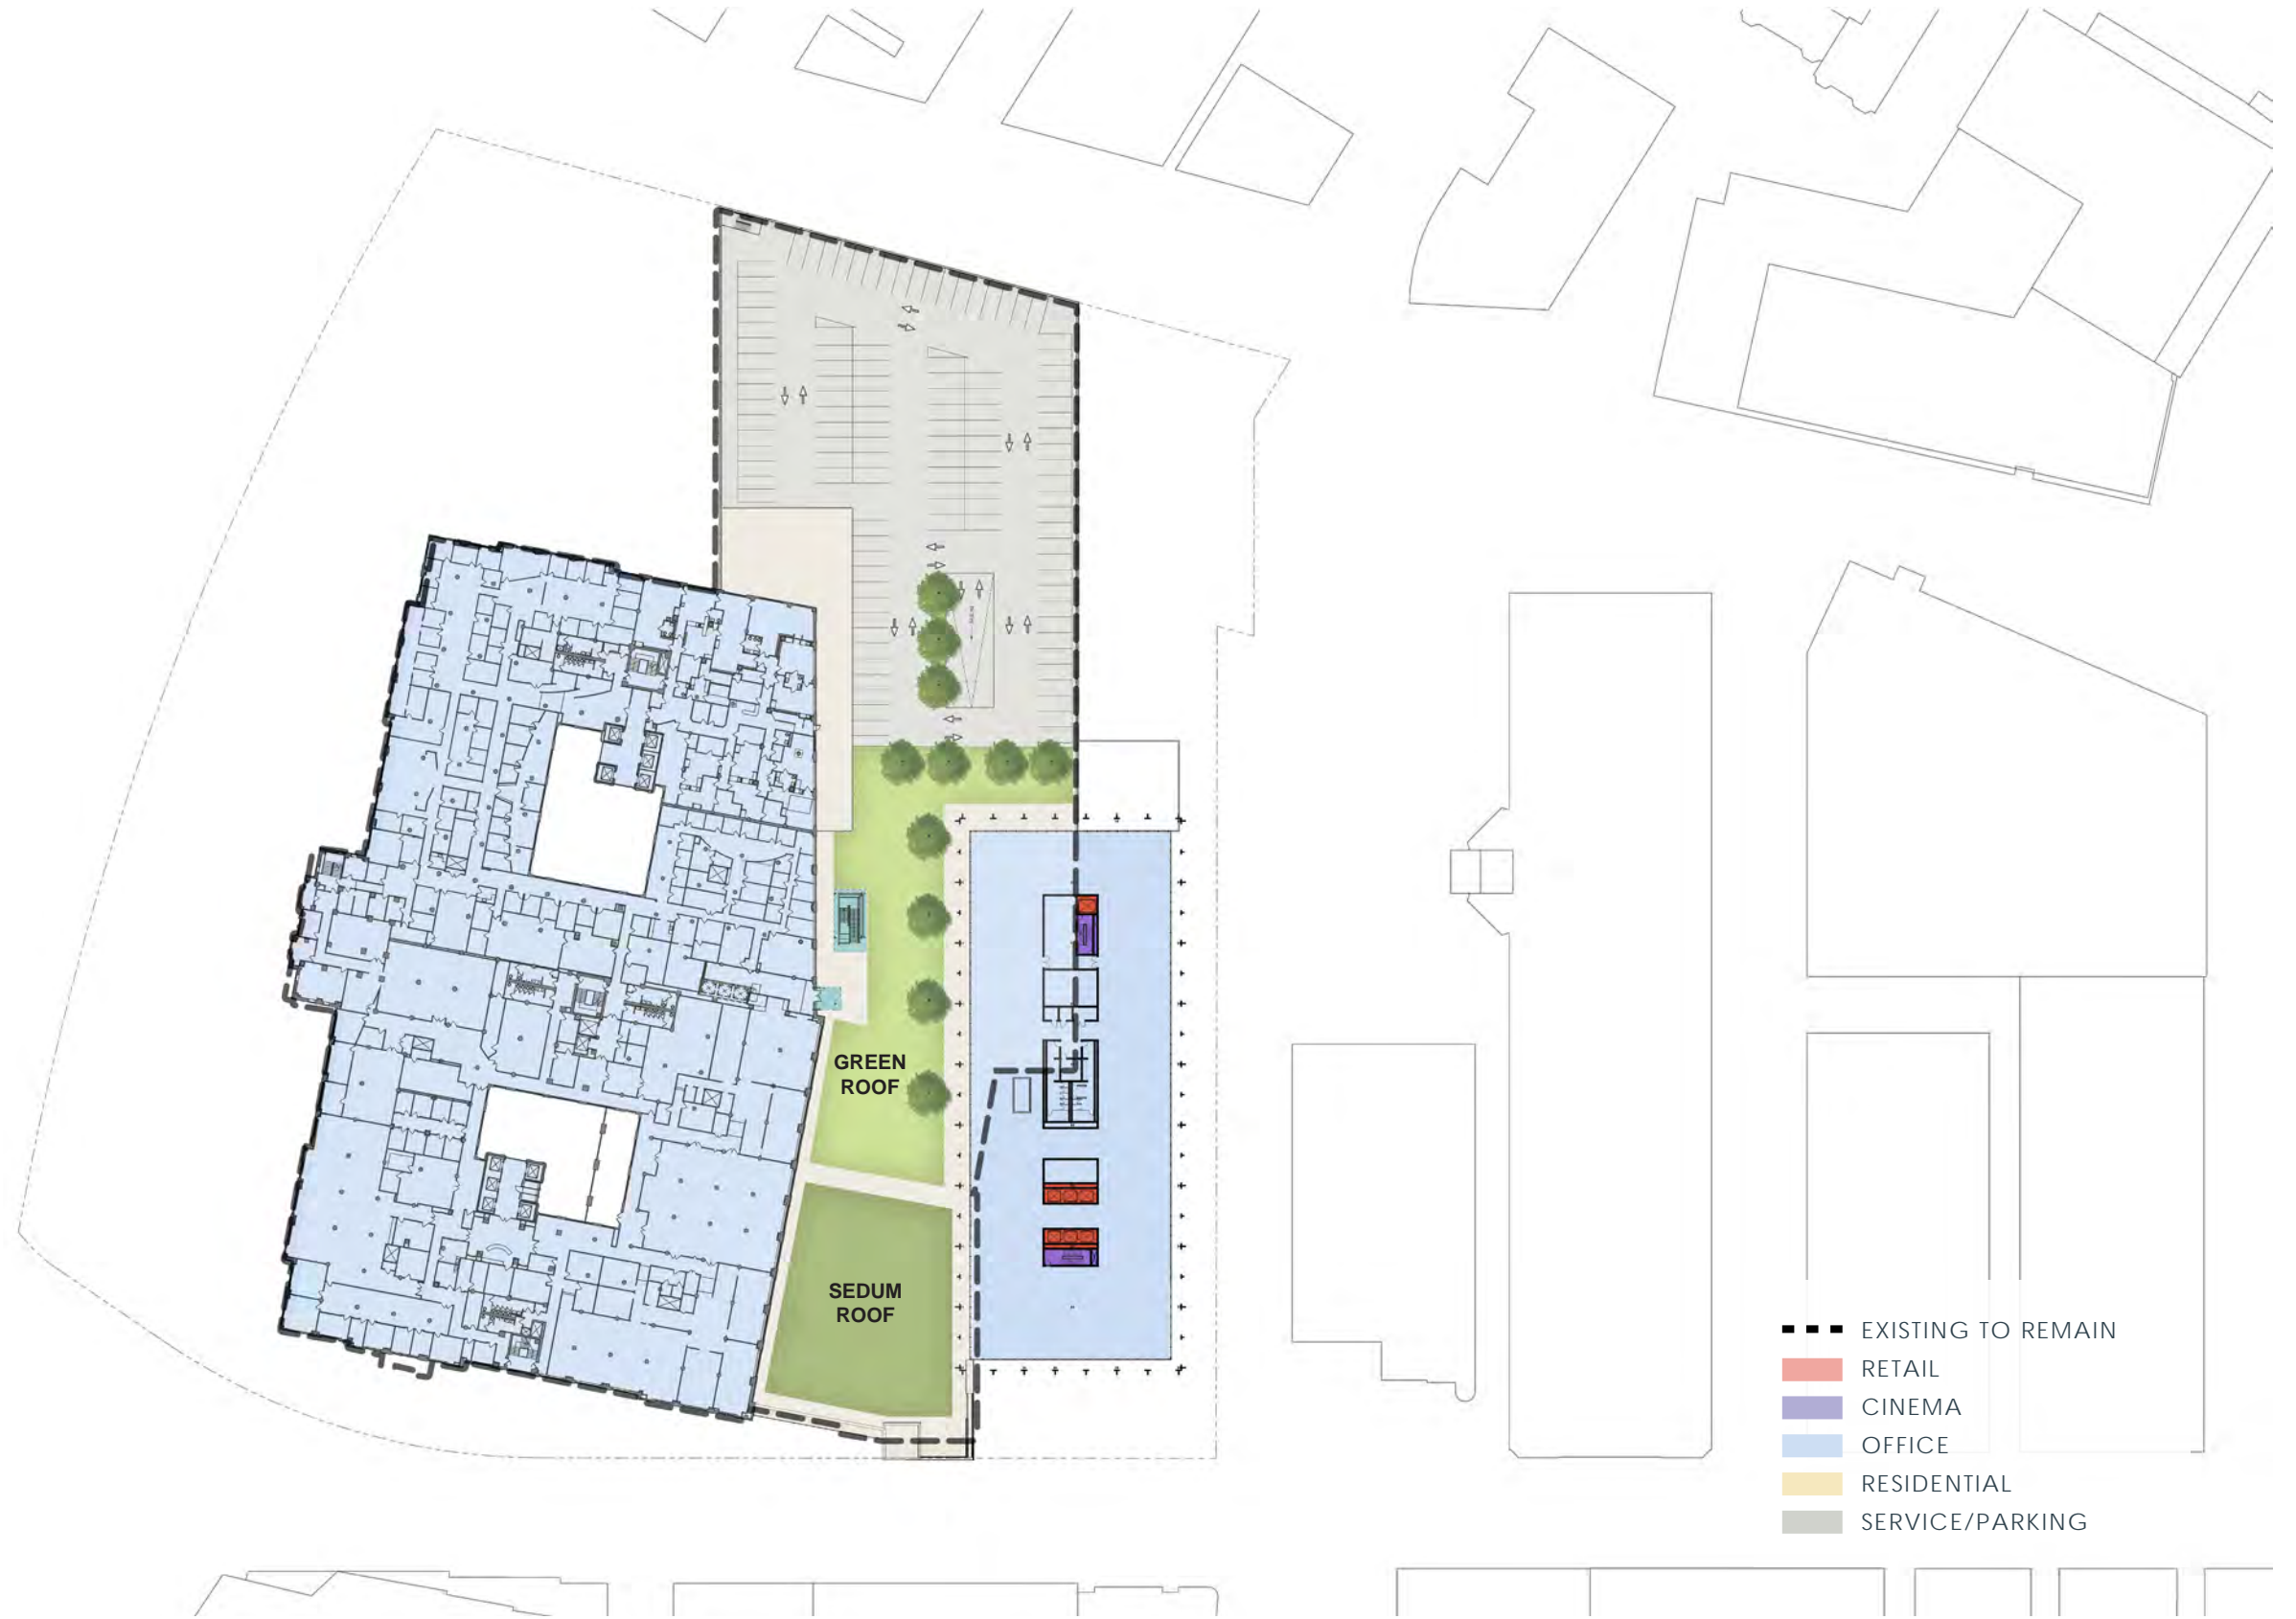 GREEN
ROOF
SEDUM
ROOF
EXISTING TO REMAIN
RETAIL
CINEMA
OFFICE
RESIDENTIAL
SERVICE/PARKING